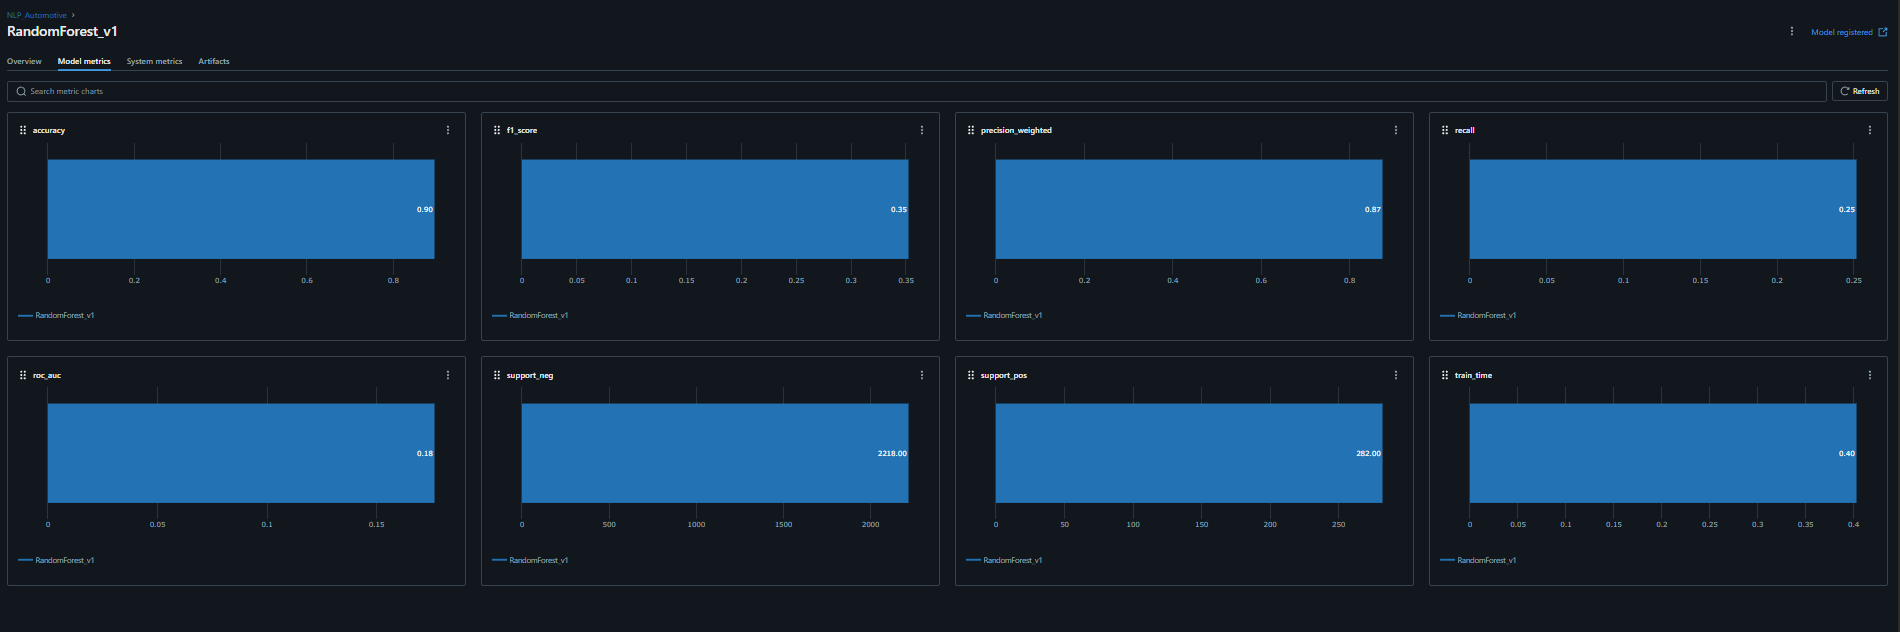 NLP Automotive >
RandomForest_v1
Model registered
Overview Model metrics System metrics Artifacts
Search metric charts
Refresh
accuracy
0.90
0 0.2 0.4 0.6 0.8
RandomForest_v1
f1_score
0.35
0 0.05 0.1 0.15 0.2 0.25 0.3 0.35
RandomForest_v1
precision_weighted
0.87
0 0.2 0.4 0.6 0.8
RandomForest_v1
recall
0.25
0 0.05 0.1 0.15 0.2 0.25
RandomForest_v1
roc_auc
0.18
0 0.05 0.1 0.15
RandomForest_v1
support_neg
2218.00
0 500 1000 1500 2000
RandomForest_v1
support_pos
282.00
0 50 100 150 200 250
RandomForest_v1
train_time
0.40
0 0.05 0.1 0.15 0.2 0.25 0.3 0.35 0.4
RandomForest_v1